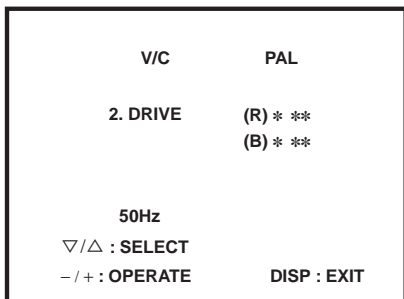 V/C PAL
2. DRIVE (R) * **
(B) * **
50Hz
▽/△ : SELECT
– / + : OPERATE DISP : EXIT